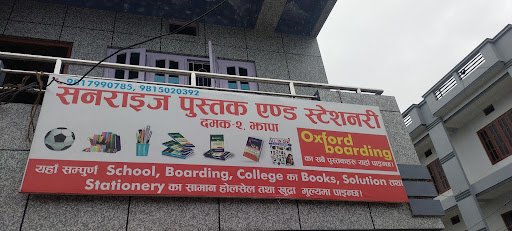 9817990785, 9815020392
सनराईज पुस्तक एण्ड स्टेशनरी
दमक-२, झापा
Oxford
boarding
का सबै पुस्तकहरू यहाँ पाइन्छ।
यहाँ सम्पूर्ण School, Boarding, College का Books, Solution तथा
Stationery का सामान होलसेल तथा खुद्रा मूल्यमा पाइन्छ।